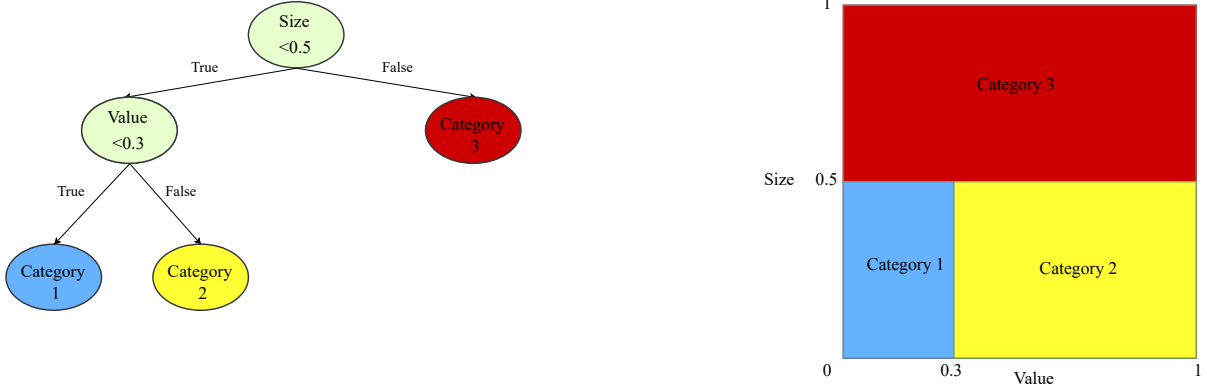 Size
<0.5
True
False
Value
<0.3
Category
3
True
False
Category
1
Category
2
1
Category 3
Size
0.5
Category 1
Category 2
0
0.3
Value
1